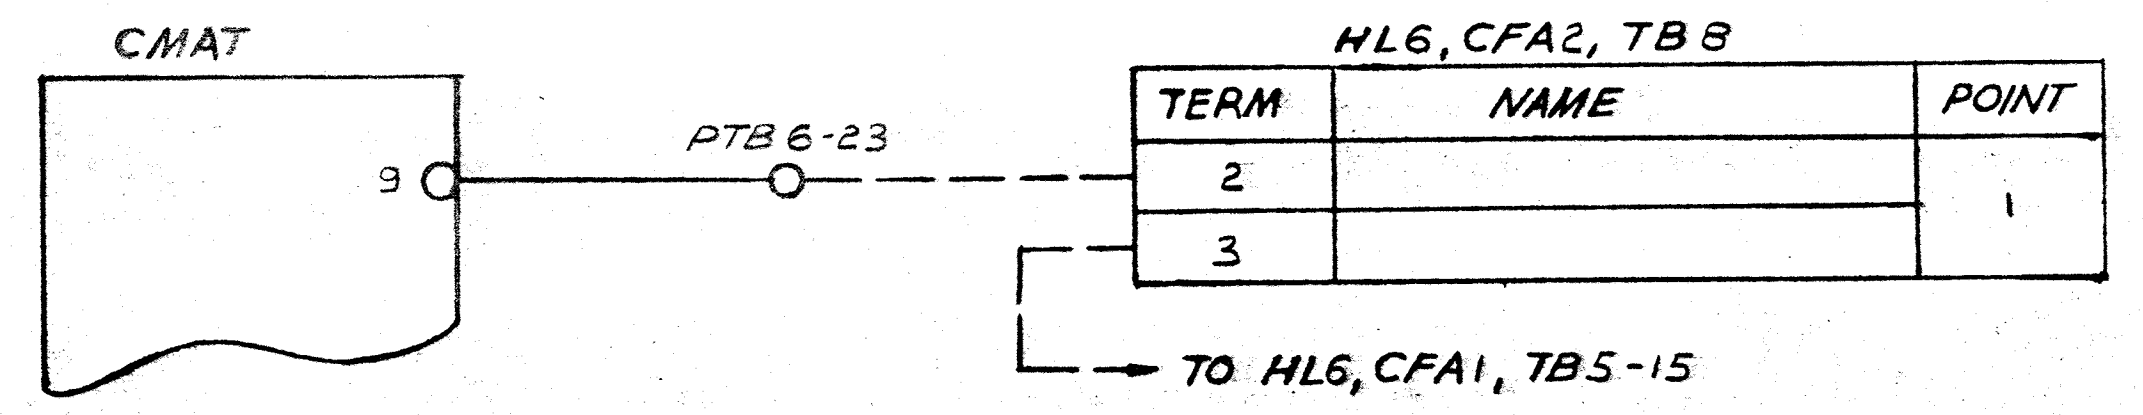 CMAT
HL6, CFA2, TB8
TERM NAME POINT
PTB6-23
9
2
1
3
TO HL6, CFA1, TB5-15